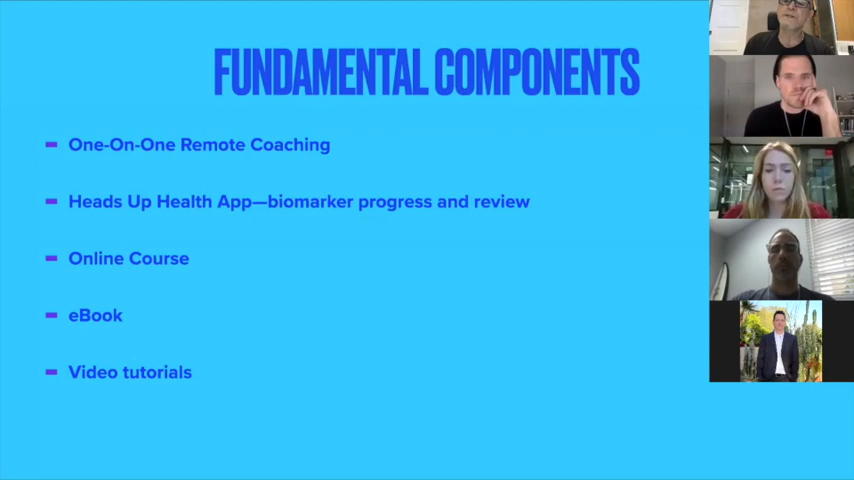 FUNDAMENTAL COMPONENTS
One-On-One Remote Coaching
Heads Up Health App—biomarker progress and review
Online Course
eBook
Video tutorials